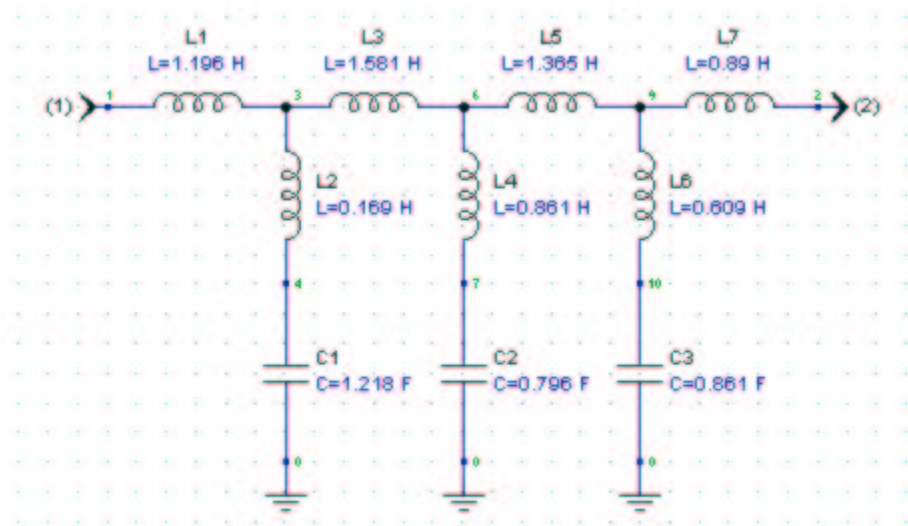 L1
L3
L5
L7
L=1.196 H
L=1.581 H
L=1.365 H
L=0.89 H
(1)
1
3
6
9
2
(2)
L2
L4
L6
L=0.169 H
L=0.861 H
L=0.609 H
4
7
10
C1
C2
C3
C=1.218 F
C=0.796 F
C=0.861 F
0
0
0